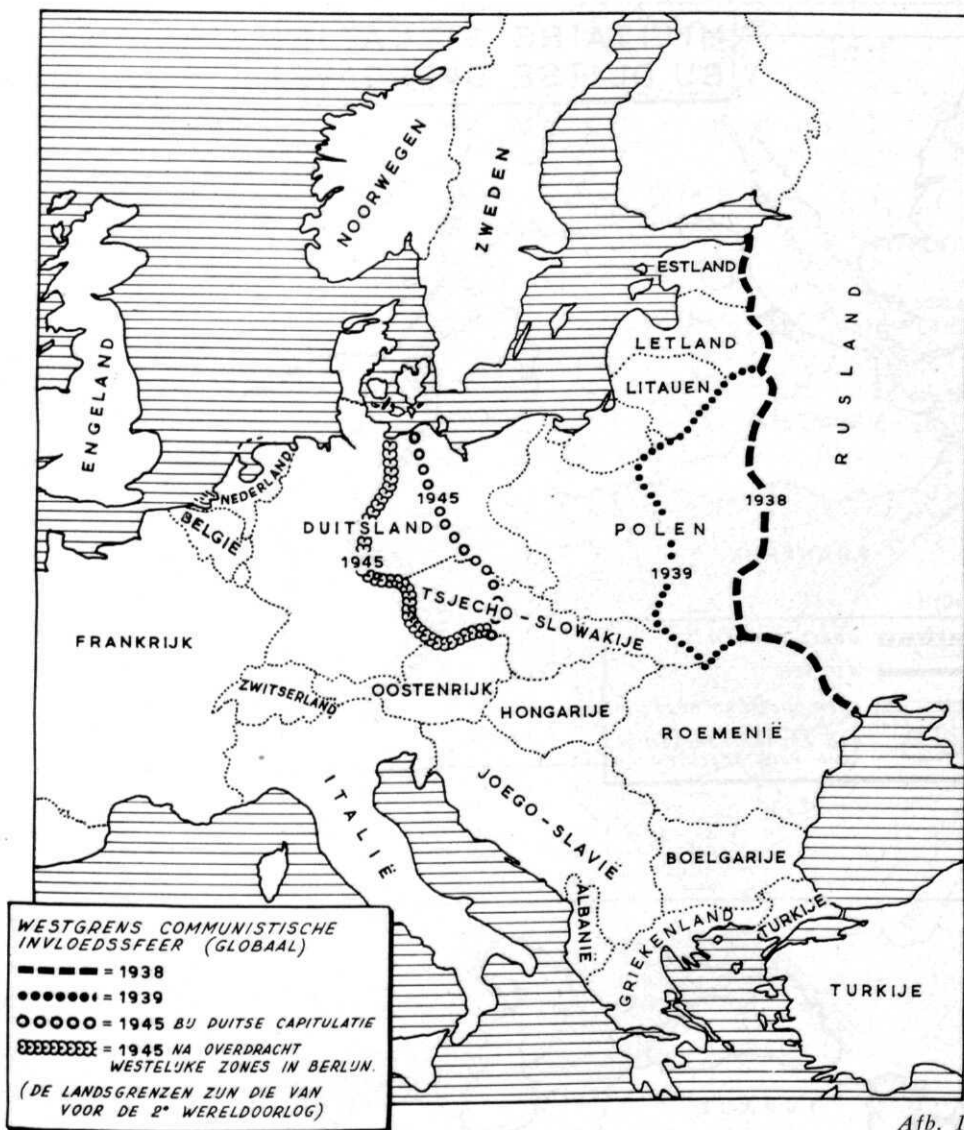 NOORWEGEN
ZWEDEN
ESTLAND
LETLAND
LITAUEN
RUSLAND
ENGELAND
NEDERLAND
BELGIË
DUITSLAND
1945
1945
POLEN
1938
1939
TSJECHO-SLOWAKIJE
FRANKRIJK
ZWITSERLAND
OOSTENRIJK
HONGARIJE
ROEMENIË
ITALIË
JOEGO-SLAVIË
BOELGARIJE
ALBANIË
GRIEKENLAND
TURKIJE
TURKIJE
WESTGRENS COMMUNISTISCHE
INVLOEDSSFEER (GLOBAAL)
= 1938
= 1939
= 1945 BIJ DUITSE CAPITULATIE
= 1945 NA OVERDRACHT
WESTELIJKE ZONES IN BERLIJN.
(DE LANDSGRENZEN ZIJN DIE VAN
VOOR DE 2e WERELDOORLOG)
Afb. 1